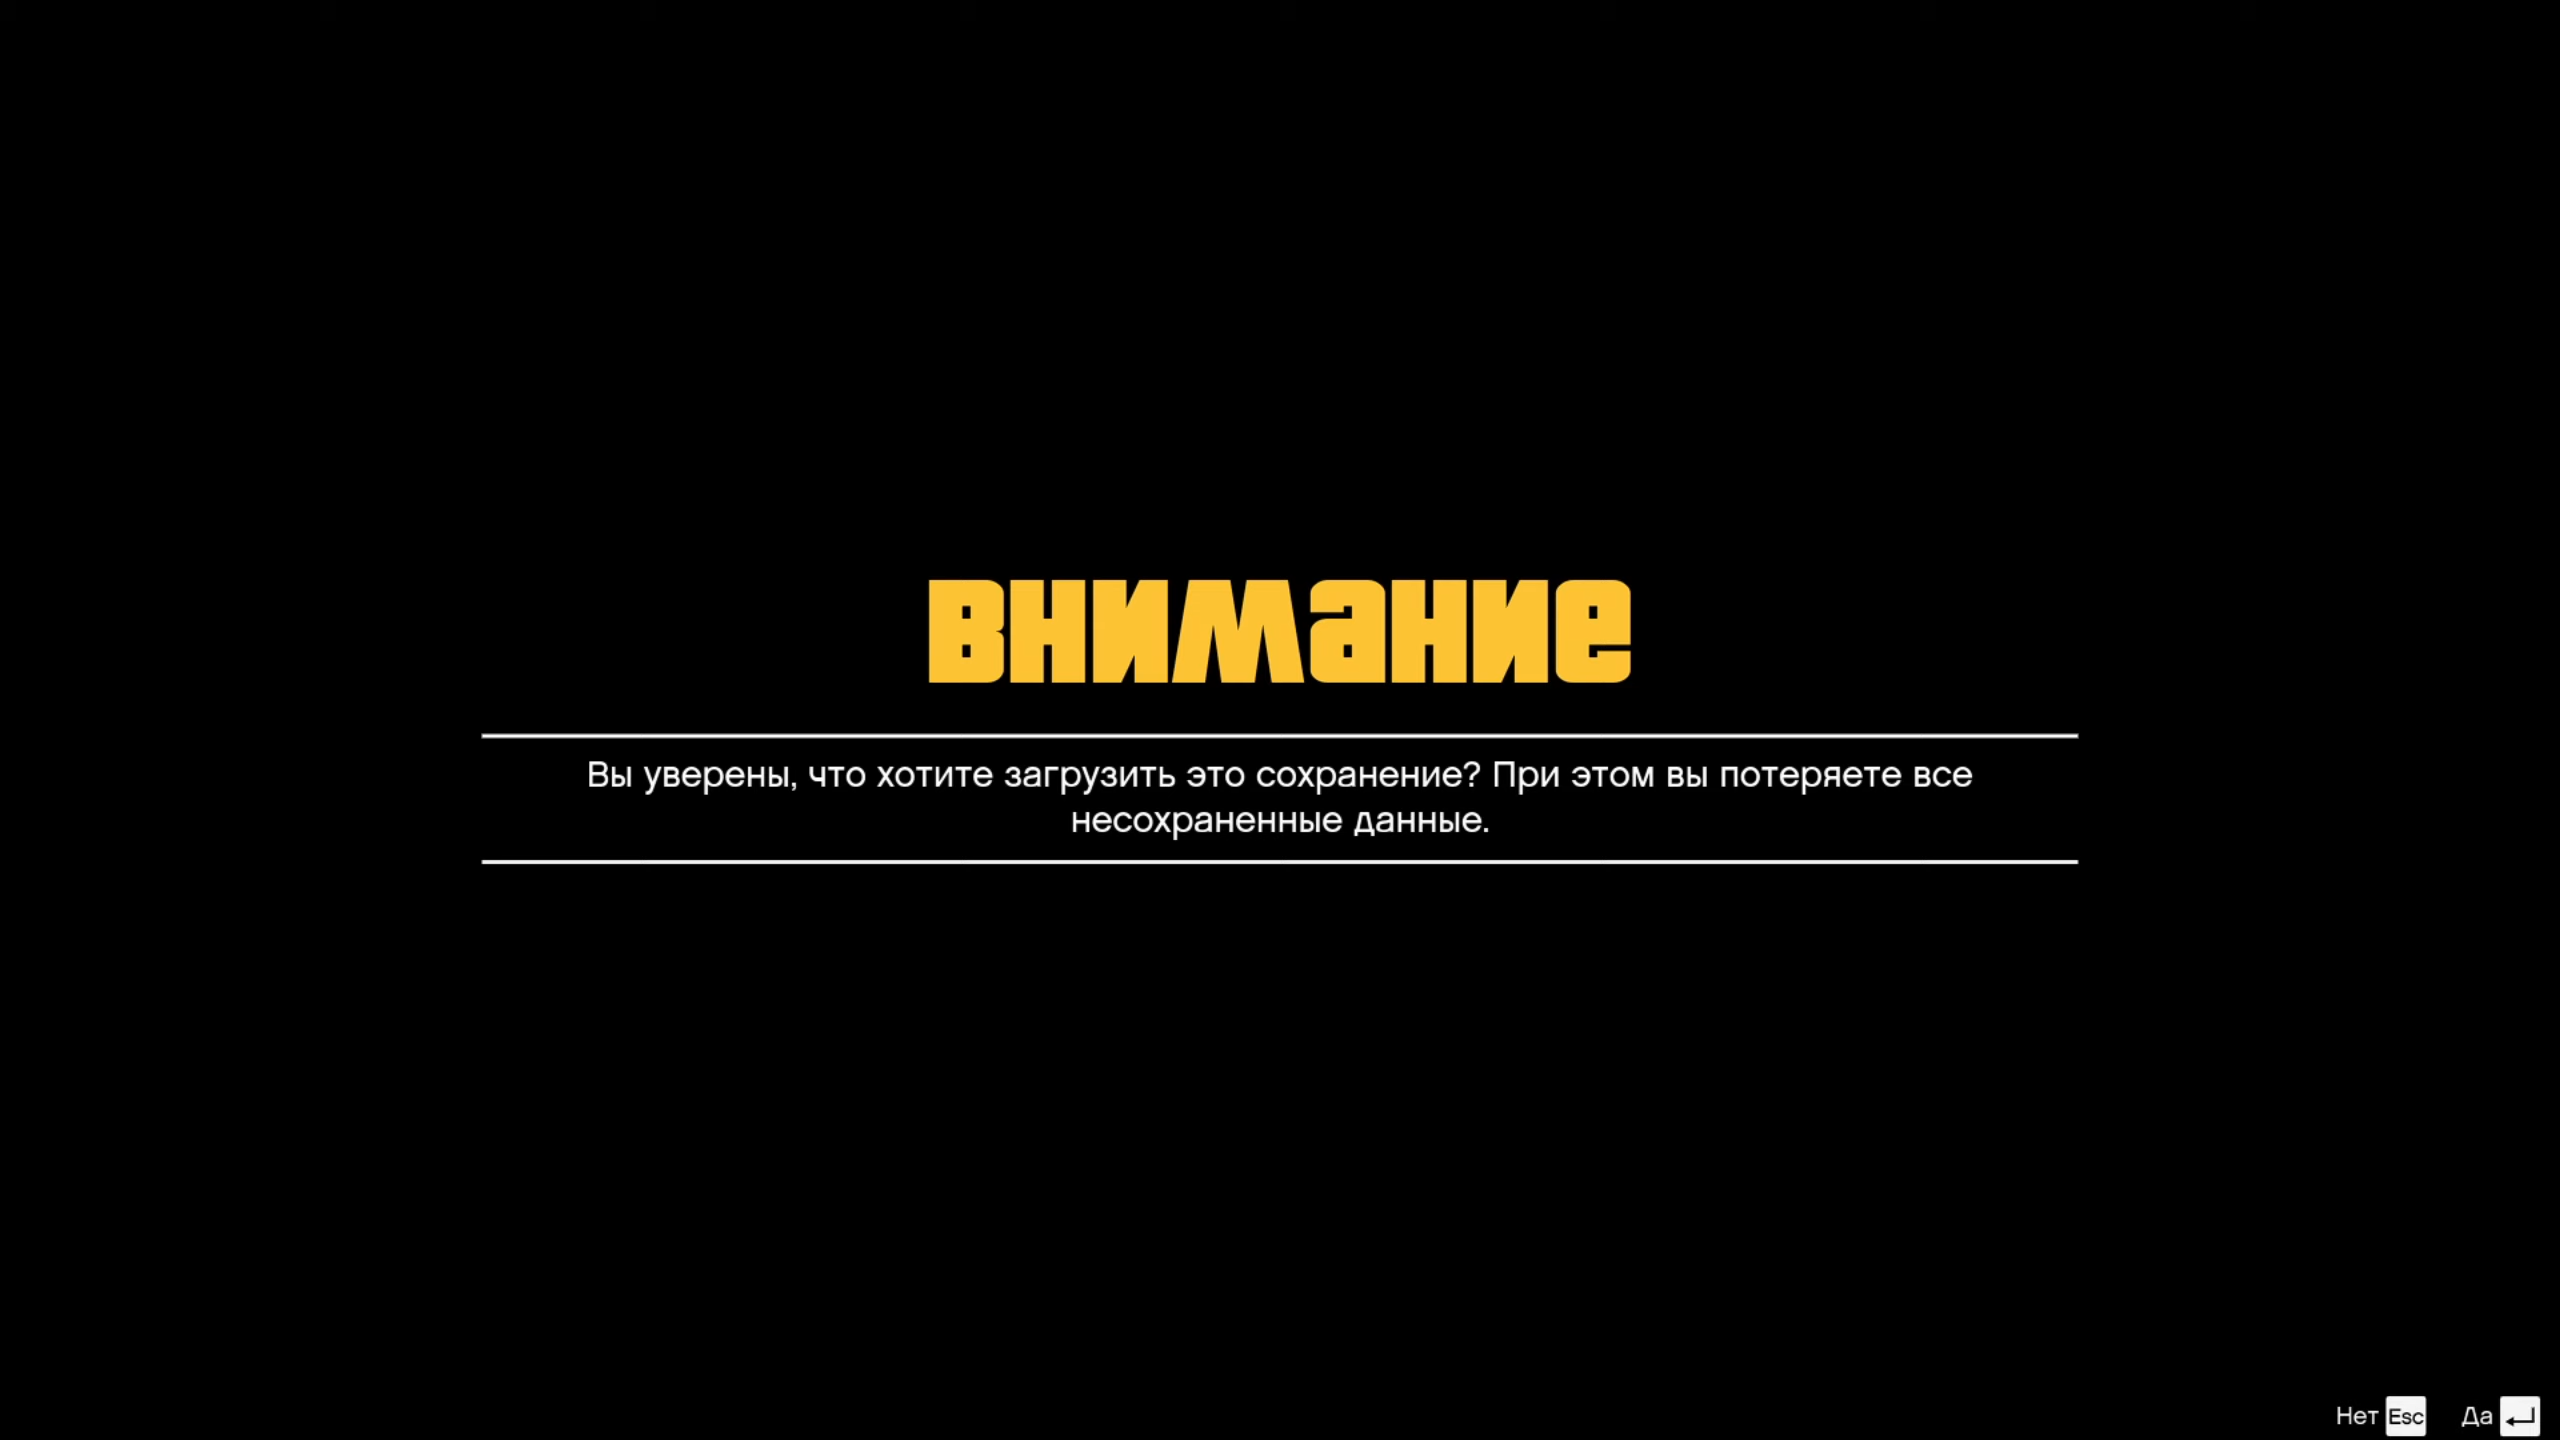 внимание
Вы уверены, что хотите загрузить это сохранение? При этом вы потеряете все
несохраненные данные.
Нет Esc Да